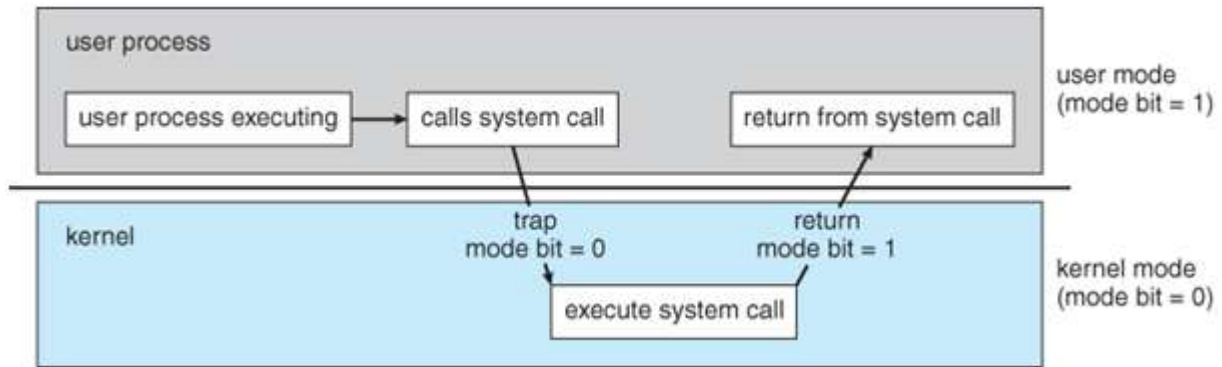 user process
user process executing
calls system call
return from system call
user mode
(mode bit = 1)
kernel
trap
mode bit = 0
return
mode bit = 1
execute system call
kernel mode
(mode bit = 0)